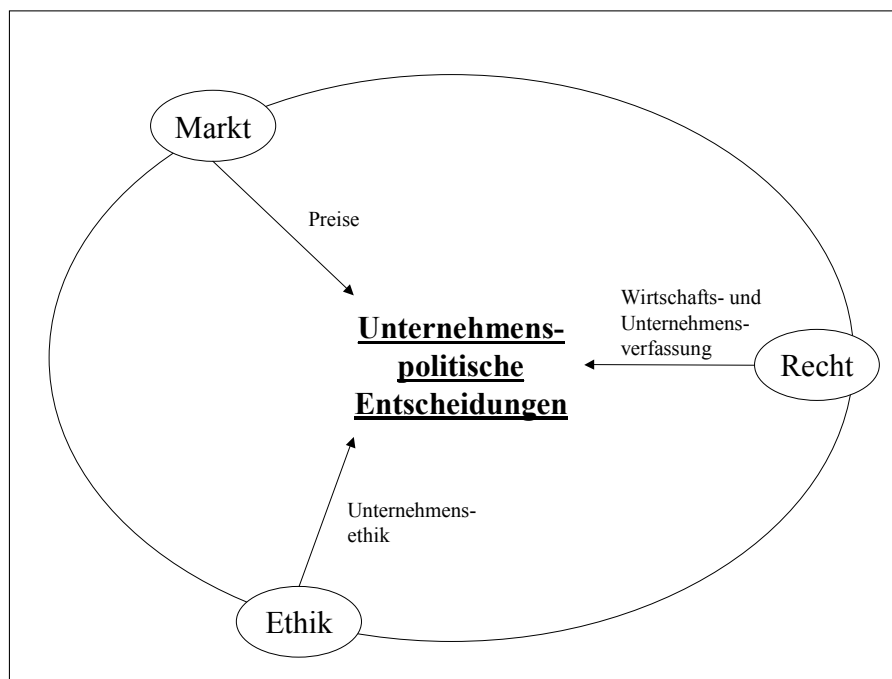 Markt
Preise
Wirtschafts- und
Unternehmens-
verfassung
Unternehmens-
politische
Entscheidungen
Recht
Unternehmens-
ethik
Ethik